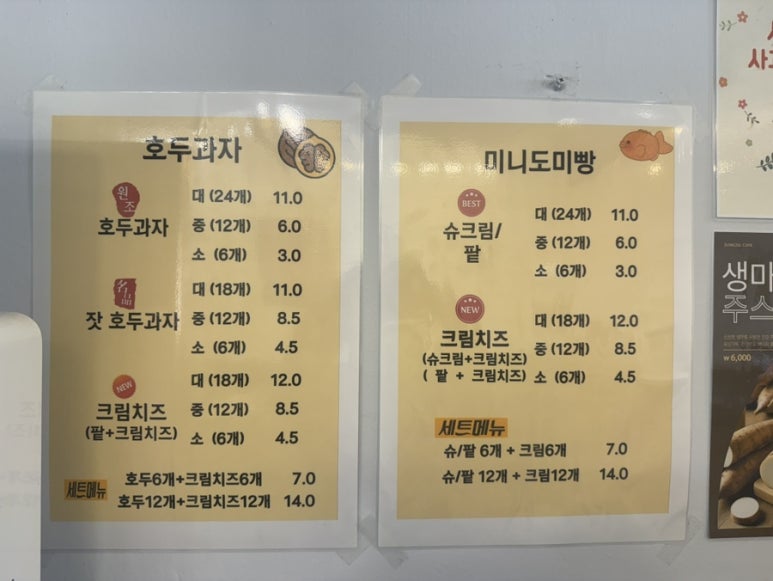 호두과자
원조
호두과자
대 (24개) 11.0
중 (12개) 6.0
소 (6개) 3.0
名品
잣 호두과자
대 (18개) 11.0
중 (12개) 8.5
소 (6개) 4.5
NEW
크림치즈
(팥+크림치즈)
대 (18개) 12.0
중 (12개) 8.5
소 (6개) 4.5
세트메뉴
호두6개+크림치즈6개 7.0
호두12개+크림치즈12개 14.0
미니도미빵
BEST
슈크림/
팥
대 (24개) 11.0
중 (12개) 6.0
소 (6개) 3.0
NEW
크림치즈
(슈크림+크림치즈)
( 팥 + 크림치즈)
대 (18개) 12.0
중 (12개) 8.5
소 (6개) 4.5
세트메뉴
슈/팥 6개 + 크림6개 7.0
슈/팥 12개 + 크림12개 14.0
생마
주스
₩ 6,000